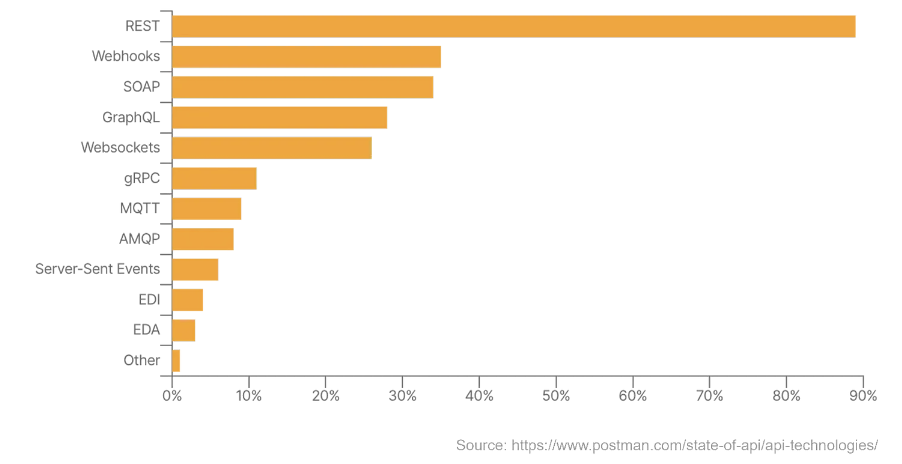 REST
Webhooks
SOAP
GraphQL
Websockets
gRPC
MQTT
AMQP
Server-Sent Events
EDI
EDA
Other
0% 10% 20% 30% 40% 50% 60% 70% 80% 90%
Source: https://www.postman.com/state-of-api/api-technologies/